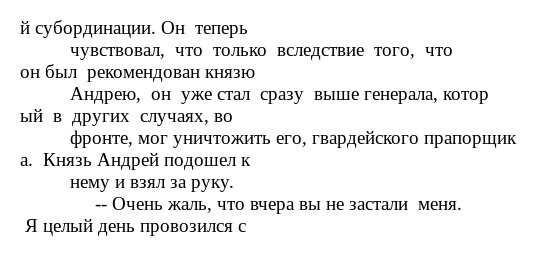 й субординации. Он  теперь
чувствовал,  что  только  вследствие  того,  что
он был  рекомендован князю
Андрею,  он  уже стал  сразу  выше генерала, котор
ый  в  других  случаях, во
фронте, мог уничтожить его, гвардейского прапорщик
а.  Князь Андрей подошел к
нему и взял за руку.
-- Очень жаль, что вчера вы не застали  меня.
Я целый день провозился с